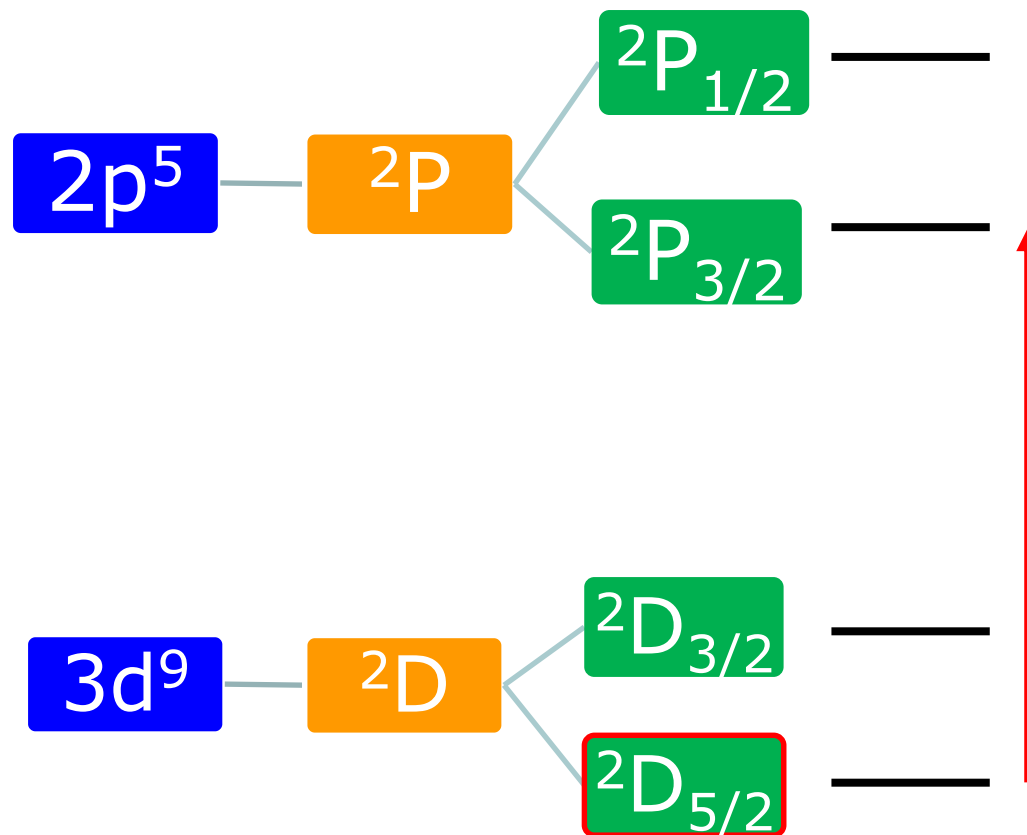 ²P₁/₂
2p⁵ ²P
²P₃/₂
²D₃/₂
3d⁹ ²D
²D₅/₂